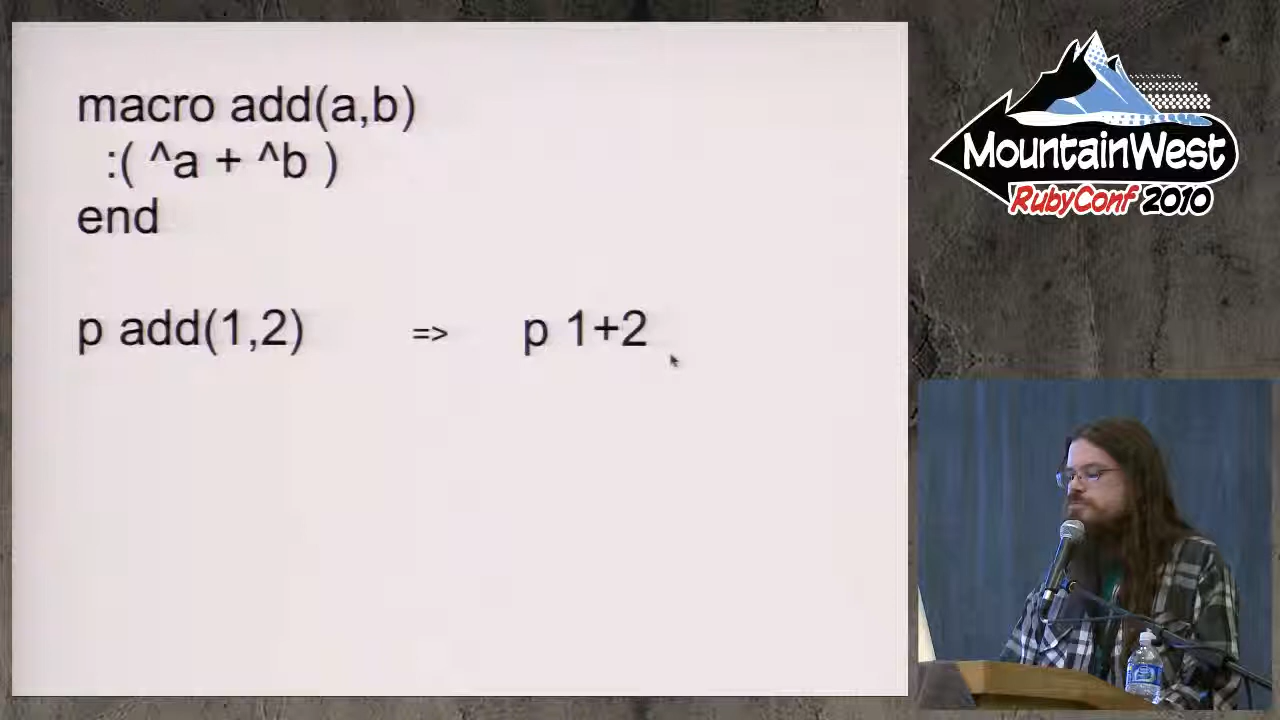 macro add(a,b)
:( ^a + ^b )
end
p add(1,2) => p 1+2
MountainWest
RubyConf 2010